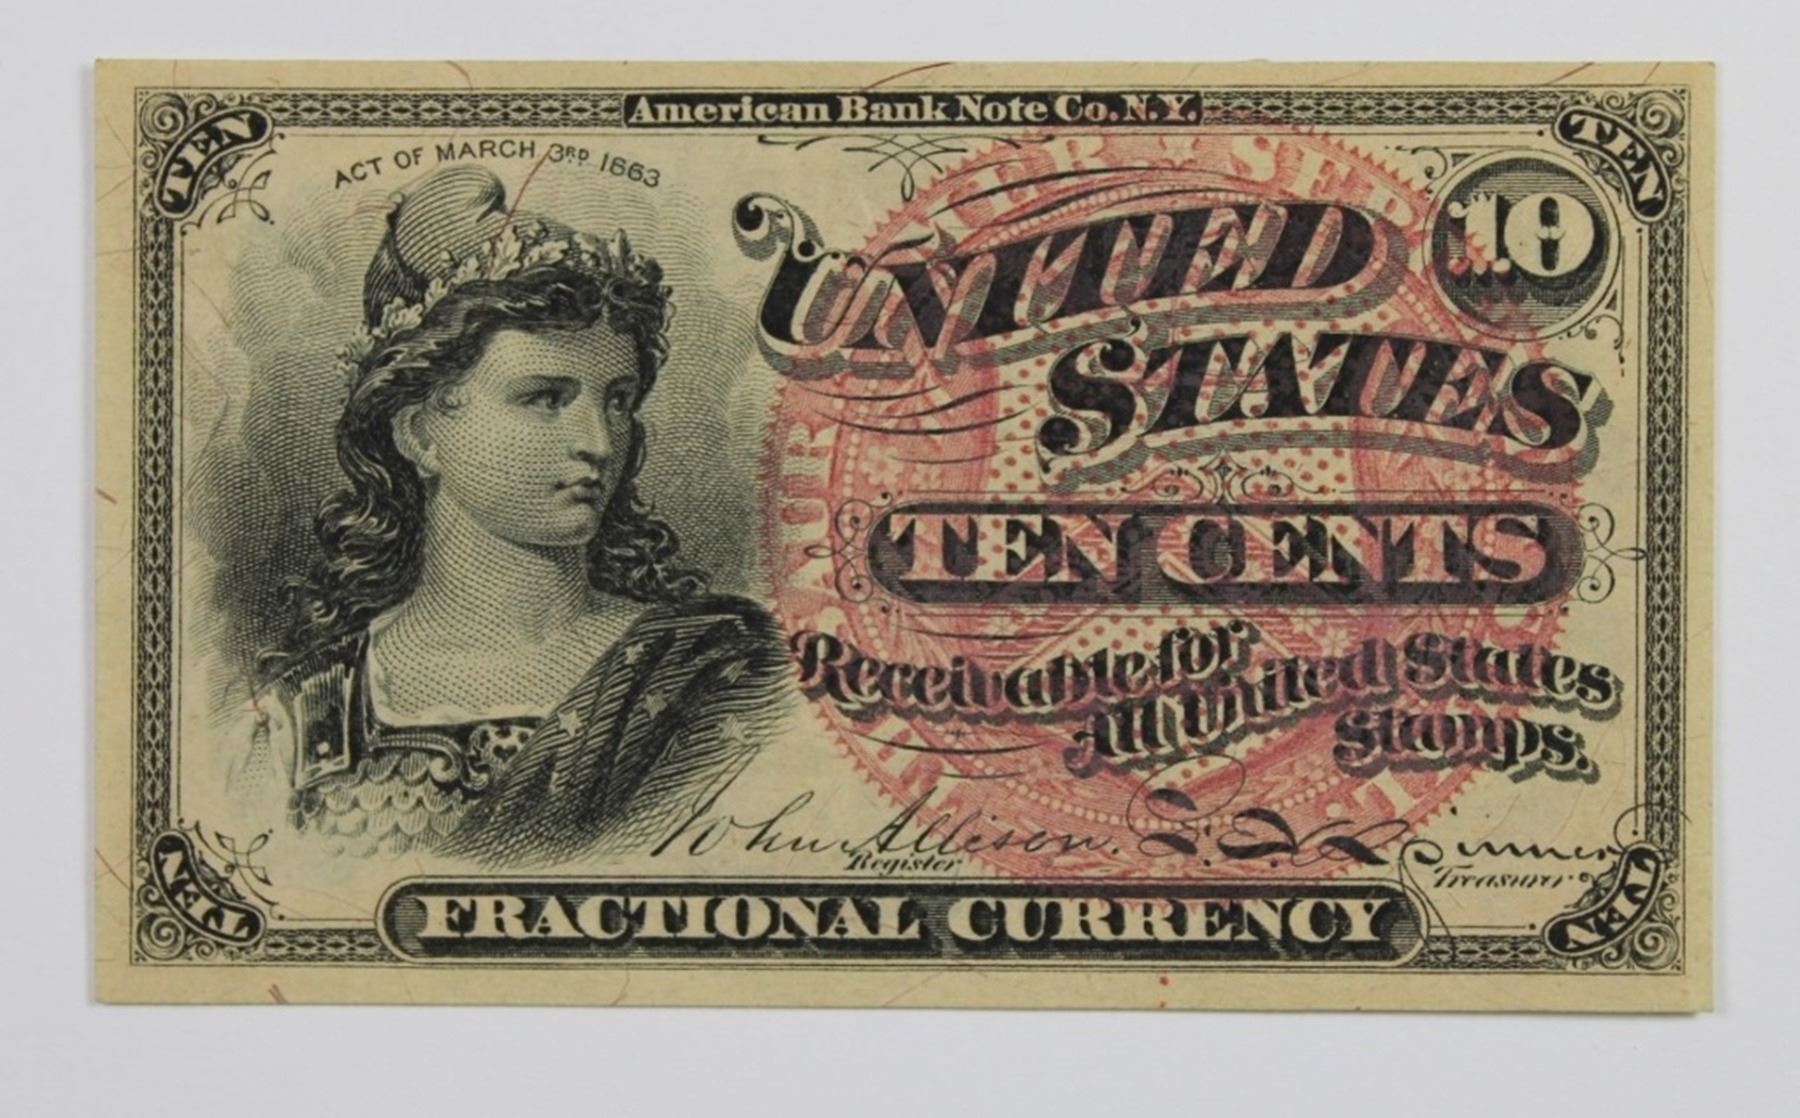 American Bank Note Co. N.Y.
TEN
TEN
ACT OF MARCH 3RD 1863
10
UNITED
STATES
TEN CENTS
Receivable for
All United States
Stamps.
John Allison.
Register
F. E. Spinner
Treasurer
TEN
TEN
FRACTIONAL CURRENCY